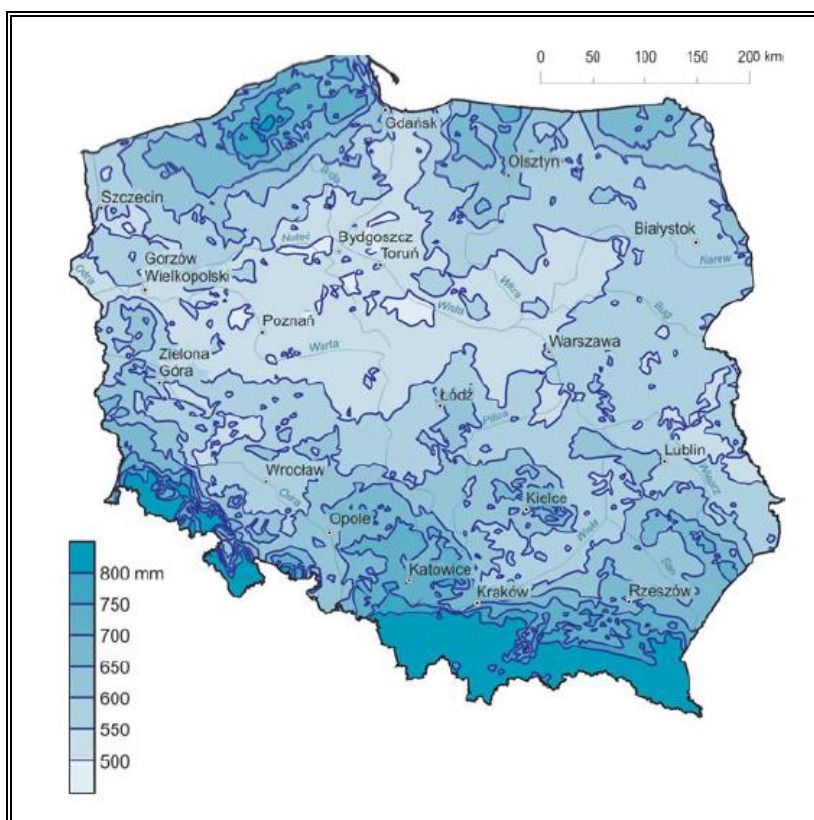 0 50 100 150 200 km
Gdańsk
Olsztyn
Szczecin
Białystok
Noteć
Bydgoszcz
Toruń
Narew
Gorzów
Wielkopolski
Odra
Wkra
Bug
Wisła
Poznań
Warta
Warszawa
Zielona
Góra
Łódź
Pilica
Lublin
Wieprz
Wrocław
Odra
Kielce
Opole
Wisła
San
Katowice
Kraków
Rzeszów
800 mm
750
700
650
600
550
500